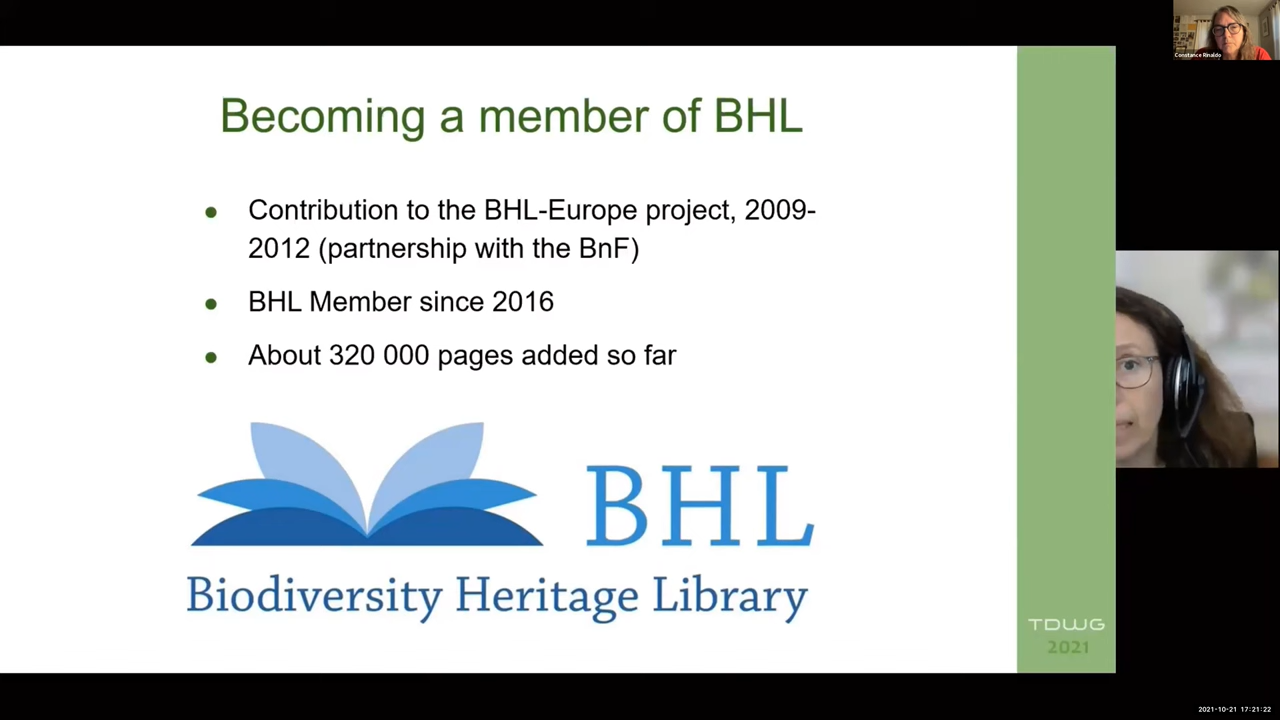 Constance Rinaldo
Becoming a member of BHL
Contribution to the BHL-Europe project, 2009-
2012 (partnership with the BnF)
BHL Member since 2016
About 320 000 pages added so far
BHL
Biodiversity Heritage Library
TDWG
2021
2021-10-21 17:21:22